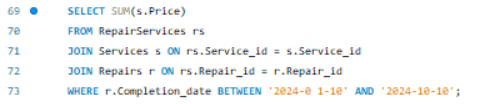 69 SELECT SUM(s.Price)
70 FROM RepairServices rs
71 JOIN Services s ON rs.Service_id = s.Service_id
72 JOIN Repairs r ON rs.Repair_id = r.Repair_id
73 WHERE r.Completion_date BETWEEN '2024-0 1-10' AND '2024-10-10';